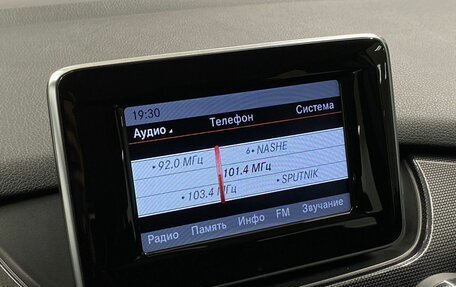 19:30
Аудио Телефон Система
6• NASHE
• 92.0 МГц
101.4 МГц
• SPUTNIK
• 103.4 МГц
Радио Память Инфо FM Звучание